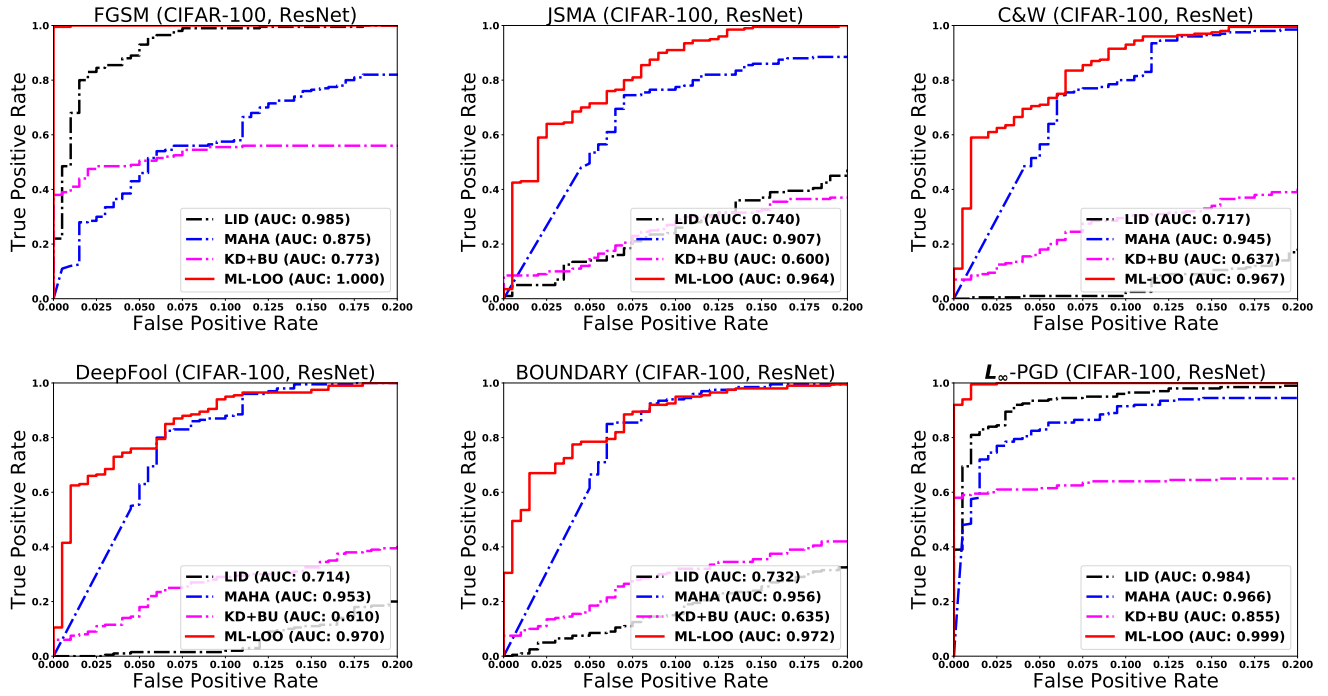 FGSM (CIFAR-100, ResNet)
True Positive Rate
1.0
0.8
0.6
0.4
0.2
0.0
LID (AUC: 0.985)
MAHA (AUC: 0.875)
KD+BU (AUC: 0.773)
ML-LOO (AUC: 1.000)
0.000 0.025 0.050 0.075 0.100 0.125 0.150 0.175 0.200
False Positive Rate
JSMA (CIFAR-100, ResNet)
True Positive Rate
1.0
0.8
0.6
0.4
0.2
0.0
LID (AUC: 0.740)
MAHA (AUC: 0.907)
KD+BU (AUC: 0.600)
ML-LOO (AUC: 0.964)
0.000 0.025 0.050 0.075 0.100 0.125 0.150 0.175 0.200
False Positive Rate
C&W (CIFAR-100, ResNet)
True Positive Rate
1.0
0.8
0.6
0.4
0.2
0.0
LID (AUC: 0.717)
MAHA (AUC: 0.945)
KD+BU (AUC: 0.637)
ML-LOO (AUC: 0.967)
0.000 0.025 0.050 0.075 0.100 0.125 0.150 0.175 0.200
False Positive Rate
DeepFool (CIFAR-100, ResNet)
True Positive Rate
1.0
0.8
0.6
0.4
0.2
0.0
LID (AUC: 0.714)
MAHA (AUC: 0.953)
KD+BU (AUC: 0.610)
ML-LOO (AUC: 0.970)
0.000 0.025 0.050 0.075 0.100 0.125 0.150 0.175 0.200
False Positive Rate
BOUNDARY (CIFAR-100, ResNet)
True Positive Rate
1.0
0.8
0.6
0.4
0.2
0.0
LID (AUC: 0.732)
MAHA (AUC: 0.956)
KD+BU (AUC: 0.635)
ML-LOO (AUC: 0.972)
0.000 0.025 0.050 0.075 0.100 0.125 0.150 0.175 0.200
False Positive Rate
L∞-PGD (CIFAR-100, ResNet)
True Positive Rate
1.0
0.8
0.6
0.4
0.2
0.0
LID (AUC: 0.984)
MAHA (AUC: 0.966)
KD+BU (AUC: 0.855)
ML-LOO (AUC: 0.999)
0.000 0.025 0.050 0.075 0.100 0.125 0.150 0.175 0.200
False Positive Rate